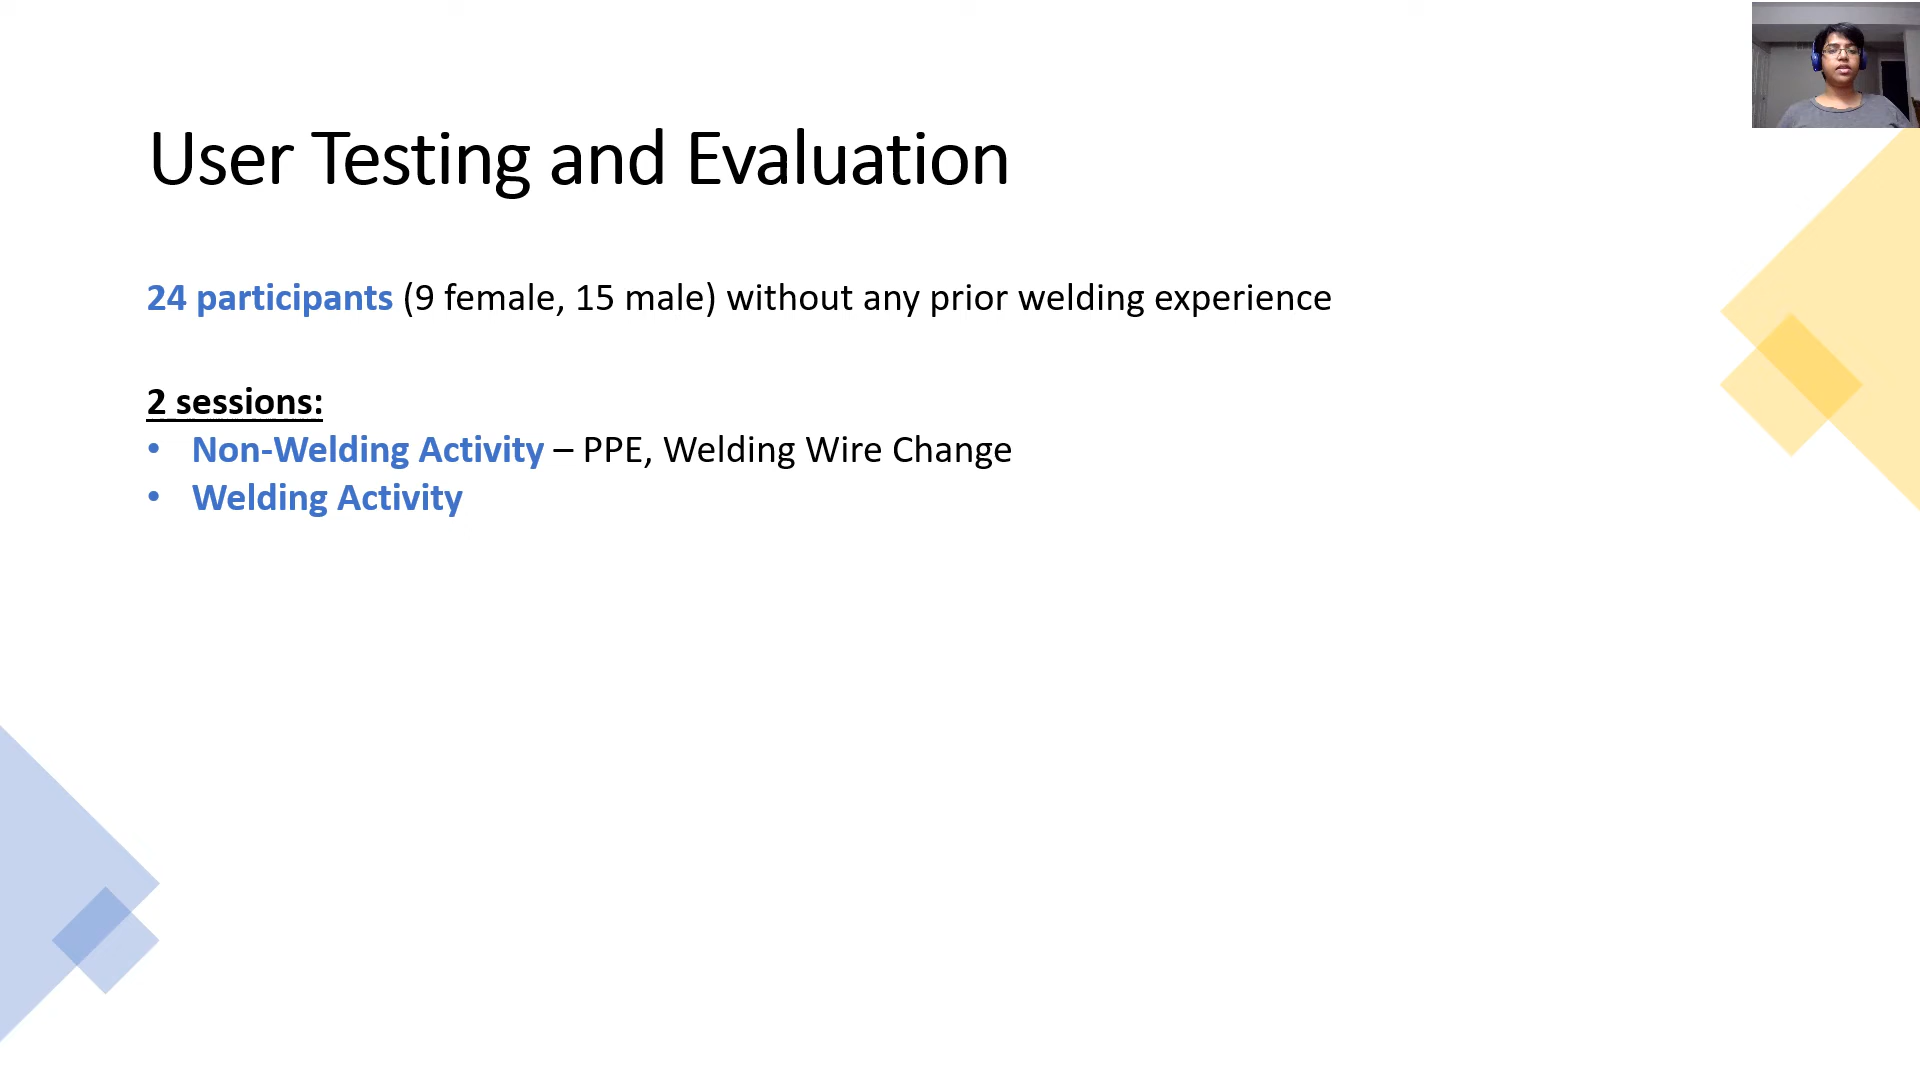 User Testing and Evaluation
24 participants (9 female, 15 male) without any prior welding experience
2 sessions:
• Non-Welding Activity – PPE, Welding Wire Change
• Welding Activity